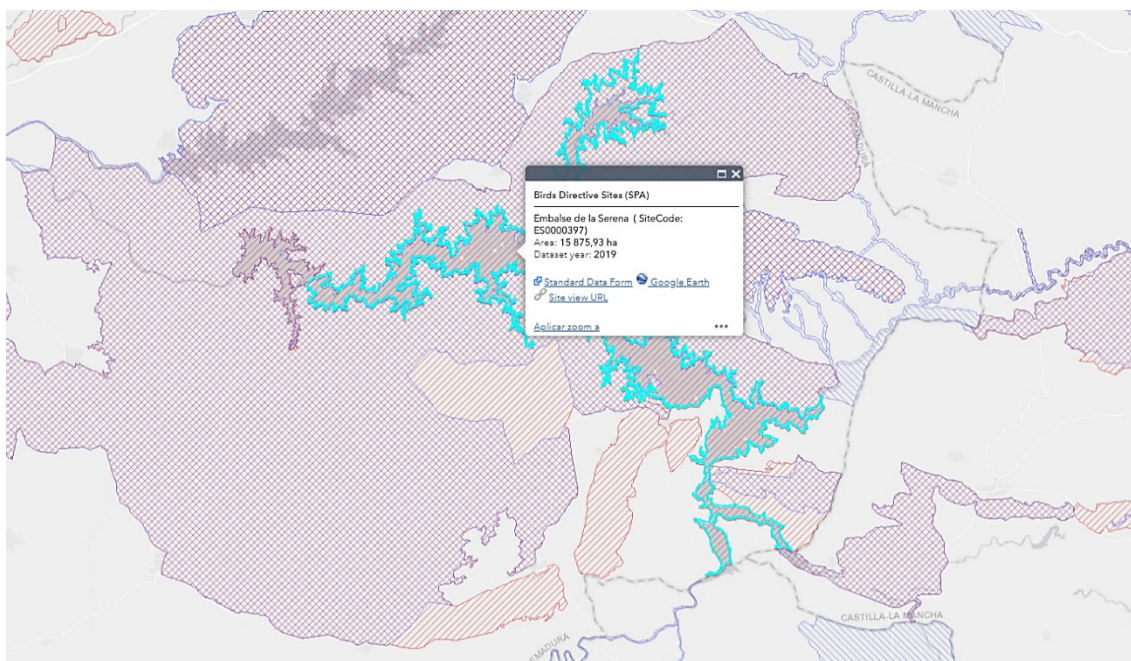 CASTILLA-LA MANCHA
Birds Directive Sites (SPA)
Embalse de la Serena ( SiteCode:
ES0000397)
Area: 15 875,93 ha
Dataset year: 2019
Standard Data Form Google Earth
Site view URL
Aplicar zoom a
CASTILLA-LA MANCHA